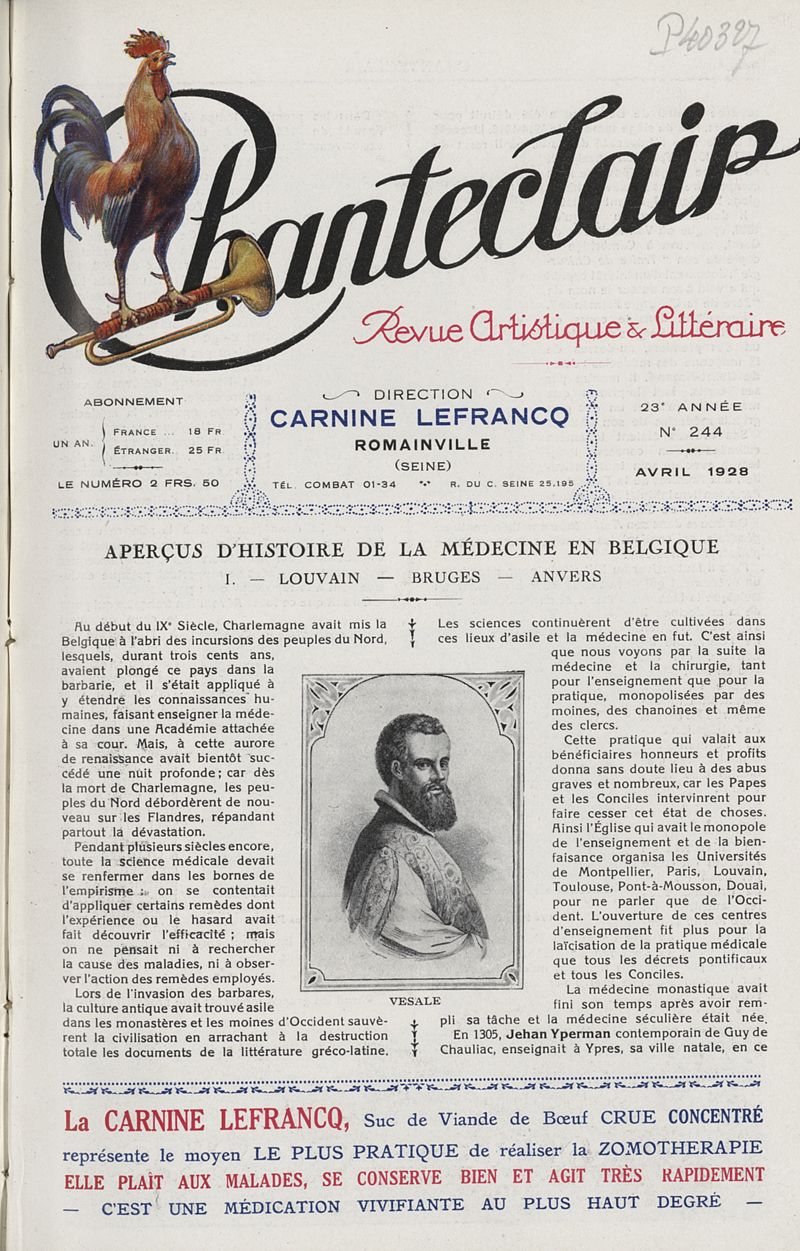 P40327
Chanteclair
Revue Artistique & Littéraire
ABONNEMENT
UN AN.
FRANCE ... 18 FR
ÉTRANGER. 25 FR
LE NUMÉRO 2 FRS. 50
DIRECTION
CARNINE LEFRANCQ
ROMAINVILLE
(SEINE)
TÉL. COMBAT 01-34 R. DU C. SEINE 25.195
23e ANNÉE
N° 244
AVRIL 1928
APERÇUS D'HISTOIRE DE LA MÉDECINE EN BELGIQUE
I. — LOUVAIN — BRUGES — ANVERS
Au début du IXe Siècle, Charlemagne avait mis la
Belgique à l'abri des incursions des peuples du Nord,
lesquels, durant trois cents ans,
avaient plongé ce pays dans la
barbarie, et il s'était appliqué à
y étendre les connaissances hu-
maines, faisant enseigner la méde-
cine dans une Académie attachée
à sa cour. Mais, à cette aurore
de renaissance avait bientôt suc-
cédé une nuit profonde ; car dès
la mort de Charlemagne, les peu-
ples du Nord débordèrent de nou-
veau sur les Flandres, répandant
partout la dévastation.
Pendant plusieurs siècles encore,
toute la science médicale devait
se renfermer dans les bornes de
l'empirisme : on se contentait
d'appliquer certains remèdes dont
l'expérience ou le hasard avait
fait découvrir l'efficacité ; mais
on ne pensait ni à rechercher
la cause des maladies, ni à obser-
ver l'action des remèdes employés.
Lors de l'invasion des barbares,
la culture antique avait trouvé asile
dans les monastères et les moines d'Occident sauvè-
rent la civilisation en arrachant à la destruction
totale les documents de la littérature gréco-latine.
VESALE
Les sciences continuèrent d'être cultivées dans
ces lieux d'asile et la médecine en fut. C'est ainsi
que nous voyons par la suite la
médecine et la chirurgie, tant
pour l'enseignement que pour la
pratique, monopolisées par des
moines, des chanoines et même
des clercs.
Cette pratique qui valait aux
bénéficiaires honneurs et profits
donna sans doute lieu à des abus
graves et nombreux, car les Papes
et les Conciles intervinrent pour
faire cesser cet état de choses.
Ainsi l'Église qui avait le monopole
de l'enseignement et de la bien-
faisance organisa les Universités
de Montpellier, Paris, Louvain,
Toulouse, Pont-à-Mousson, Douai,
pour ne parler que de l'Occi-
dent. L'ouverture de ces centres
d'enseignement fit plus pour la
laïcisation de la pratique médicale
que tous les décrets pontificaux
et tous les Conciles.
La médecine monastique avait
fini son temps après avoir rem-
pli sa tâche et la médecine séculière était née.
En 1305, Jehan Yperman contemporain de Guy de
Chauliac, enseignait à Ypres, sa ville natale, en ce
La CARNINE LEFRANCQ, Suc de Viande de Bœuf CRUE CONCENTRÉ
représente le moyen LE PLUS PRATIQUE de réaliser la ZOMOTHERAPIE
ELLE PLAÎT AUX MALADES, SE CONSERVE BIEN ET AGIT TRÈS RAPIDEMENT
— C'EST UNE MÉDICATION VIVIFIANTE AU PLUS HAUT DEGRÉ —